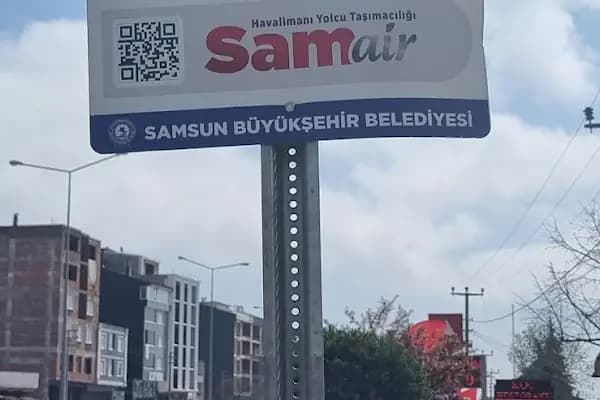 Havalimanı Yolcu Taşımacılığı
Samair
SAMSUN BÜYÜKŞEHİR BELEDİYESİ